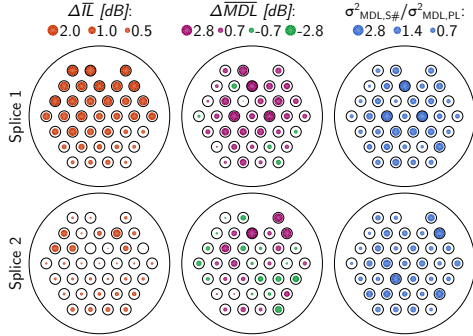 ΔIL [dB]: ΔMDL [dB]: σ²MDL,S#/σ²MDL,PL:
2.0 1.0 0.5 2.8 0.7 -0.7 -2.8 2.8 1.4 0.7
Splice 1
Splice 2